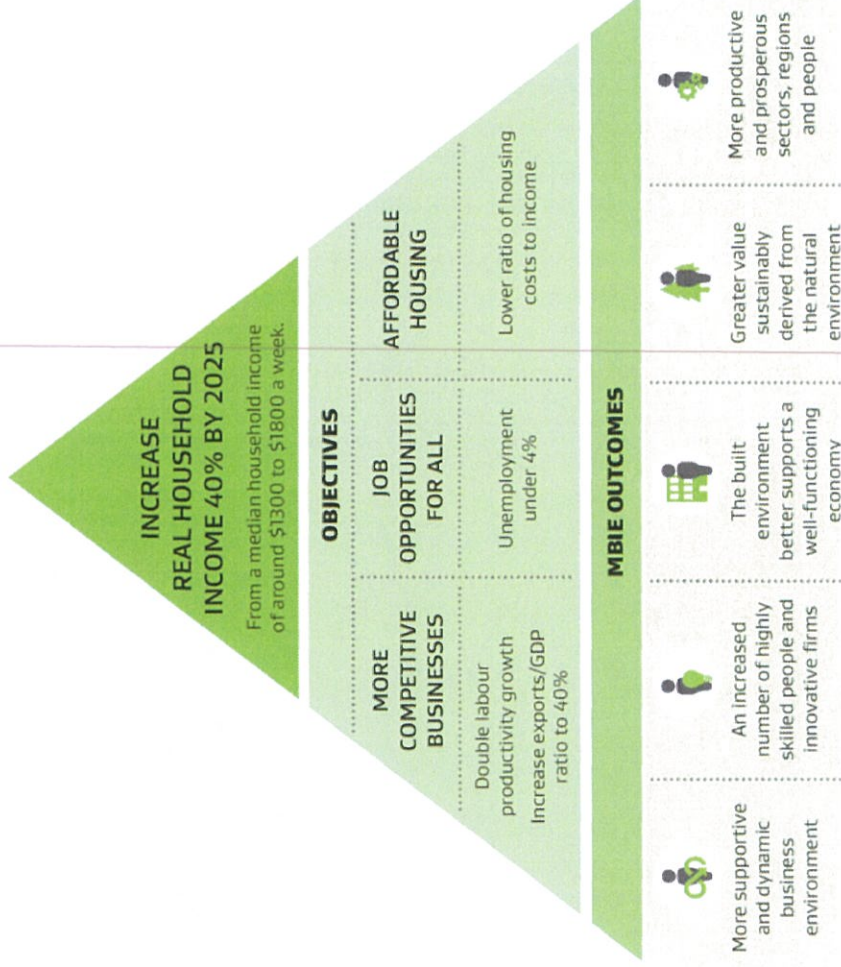 INCREASE
REAL HOUSEHOLD
INCOME 40% BY 2025
From a median household income
of around $1300 to $1800 a week.
OBJECTIVES
MORE
COMPETITIVE
BUSINESSES
Double labour
productivity growth
Increase exports/GDP
ratio to 40%
JOB
OPPORTUNITIES
FOR ALL
Unemployment
under 4%
AFFORDABLE
HOUSING
Lower ratio of housing
costs to income
MBIE OUTCOMES
More supportive
and dynamic
business
environment
An increased
number of highly
skilled people and
innovative firms
The built
environment
better supports a
well-functioning
economy
Greater value
sustainably
derived from
the natural
environment
More productive
and prosperous
sectors, regions
and people